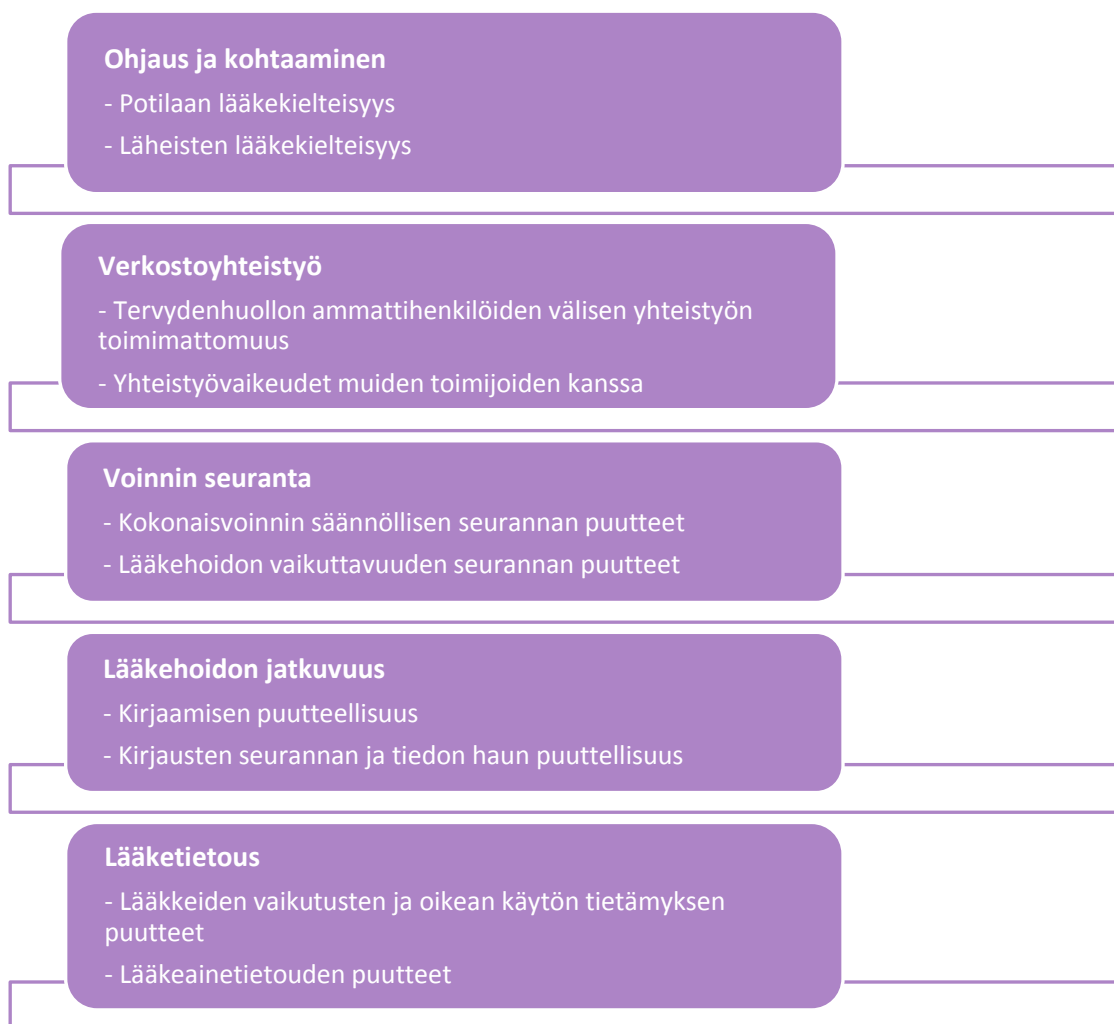 Ohjaus ja kohtaaminen
- Potilaan lääkekielteisyys
- Läheisten lääkekielteisyys
Verkostoyhteistyö
- Tervydenhuollon ammattihenkilöiden välisen yhteistyön
toimimattomuus
- Yhteistyövaikeudet muiden toimijoiden kanssa
Voinnin seuranta
- Kokonaisvoinnin säännöllisen seurannan puutteet
- Lääkehoidon vaikuttavuuden seurannan puutteet
Lääkehoidon jatkuvuus
- Kirjaamisen puutteellisuus
- Kirjausten seurannan ja tiedon haun puuttellisuus
Lääketietous
- Lääkkeiden vaikutusten ja oikean käytön tietämyksen
puutteet
- Lääkeainetietouden puutteet